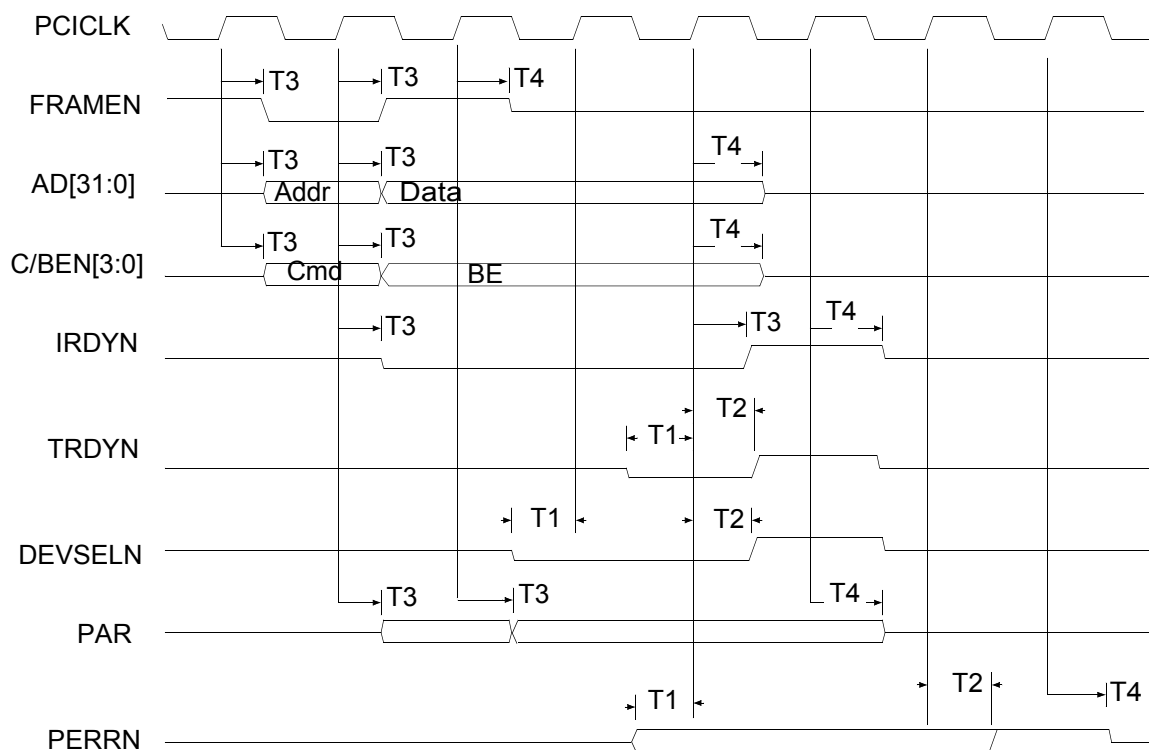 PCICLK
T3 T3 T4
FRAMEN
T3 T3 T4
AD[31:0]
Addr Data
T3 T3 T4
C/BEN[3:0]
Cmd BE
T3 T3 T4
IRDYN
T1 T2
TRDYN
T1 T2
DEVSELN
T3 T3 T4
PAR
T1 T2 T4
PERRN